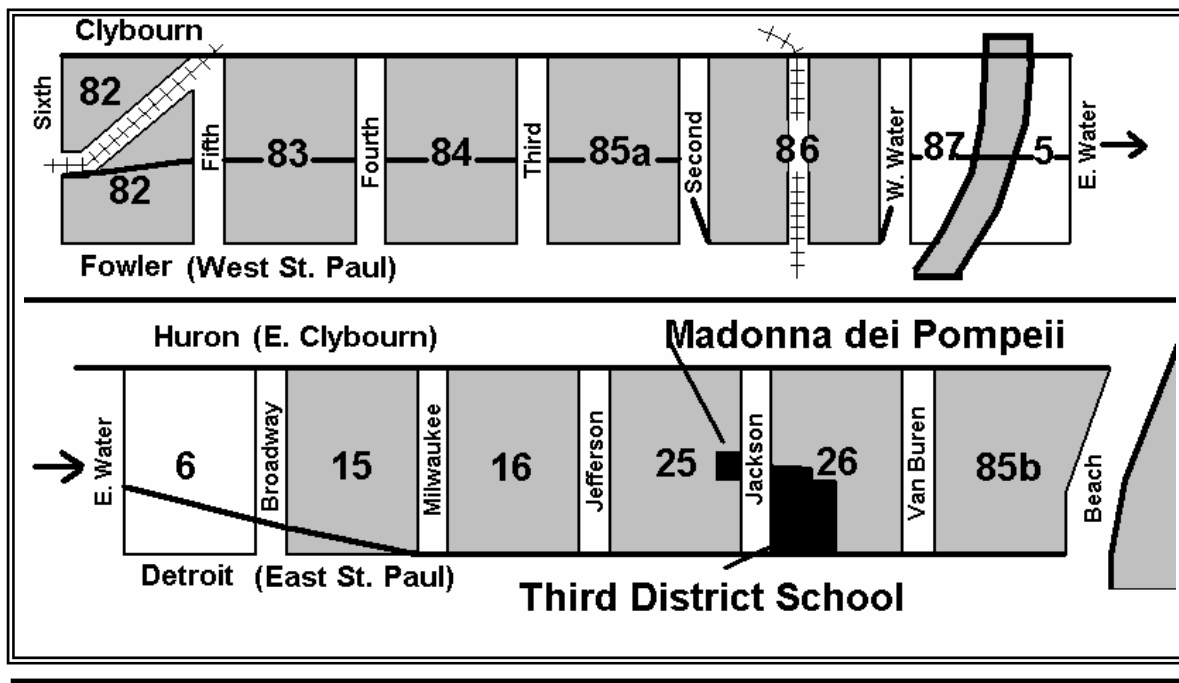 Clybourn
Sixth
82
82
Fifth
83
Fourth
84
Third
85a
Second
86
W. Water
87
5
E. Water
Fowler (West St. Paul)
Huron (E. Clybourn)
Madonna dei Pompeii
E. Water
6
Broadway
15
Milwaukee
16
Jefferson
25
Jackson
26
Van Buren
85b
Beach
Detroit (East St. Paul)
Third District School